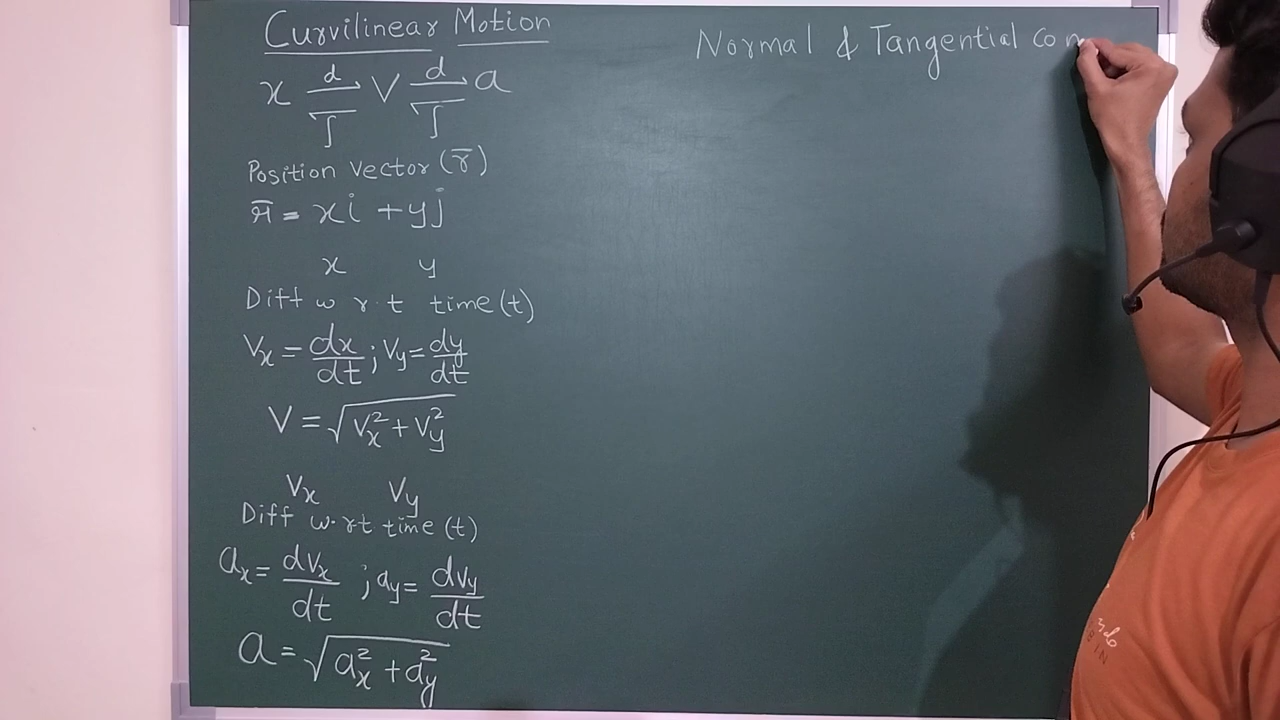 Curvilinear Motion
x d/∫ V d/∫ a
Position vector (r̄)
r̄ = xi + yj
x y
Diff w r.t time (t)
Vx = dx/dt ; Vy = dy/dt
V = √(Vx² + Vy²)
Vx Vy
Diff w.r.t time (t)
ax = dVx/dt ; ay = dVy/dt
a = √(ax² + ay²)
Normal & Tangential com